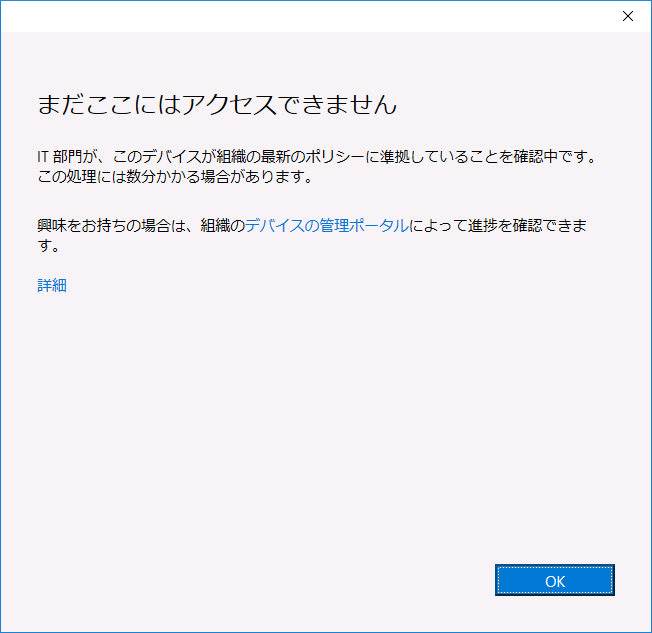 まだここにはアクセスできません
IT 部門が、このデバイスが組織の最新のポリシーに準拠していることを確認中です。
この処理には数分かかる場合があります。
興味をお持ちの場合は、組織のデバイスの管理ポータルによって進捗を確認できま
す。
詳細
OK